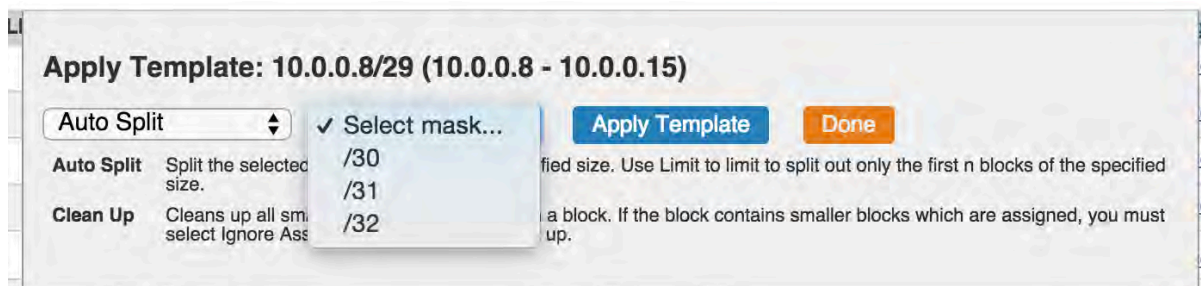 LI
Apply Template: 10.0.0.8/29 (10.0.0.8 - 10.0.0.15)
Auto Split ✓ Select mask... Apply Template Done
/30
/31
/32
Auto Split Split the selected fied size. Use Limit to limit to split out only the first n blocks of the specified
size.
Clean Up Cleans up all sma a block. If the block contains smaller blocks which are assigned, you must
select Ignore Ass up.